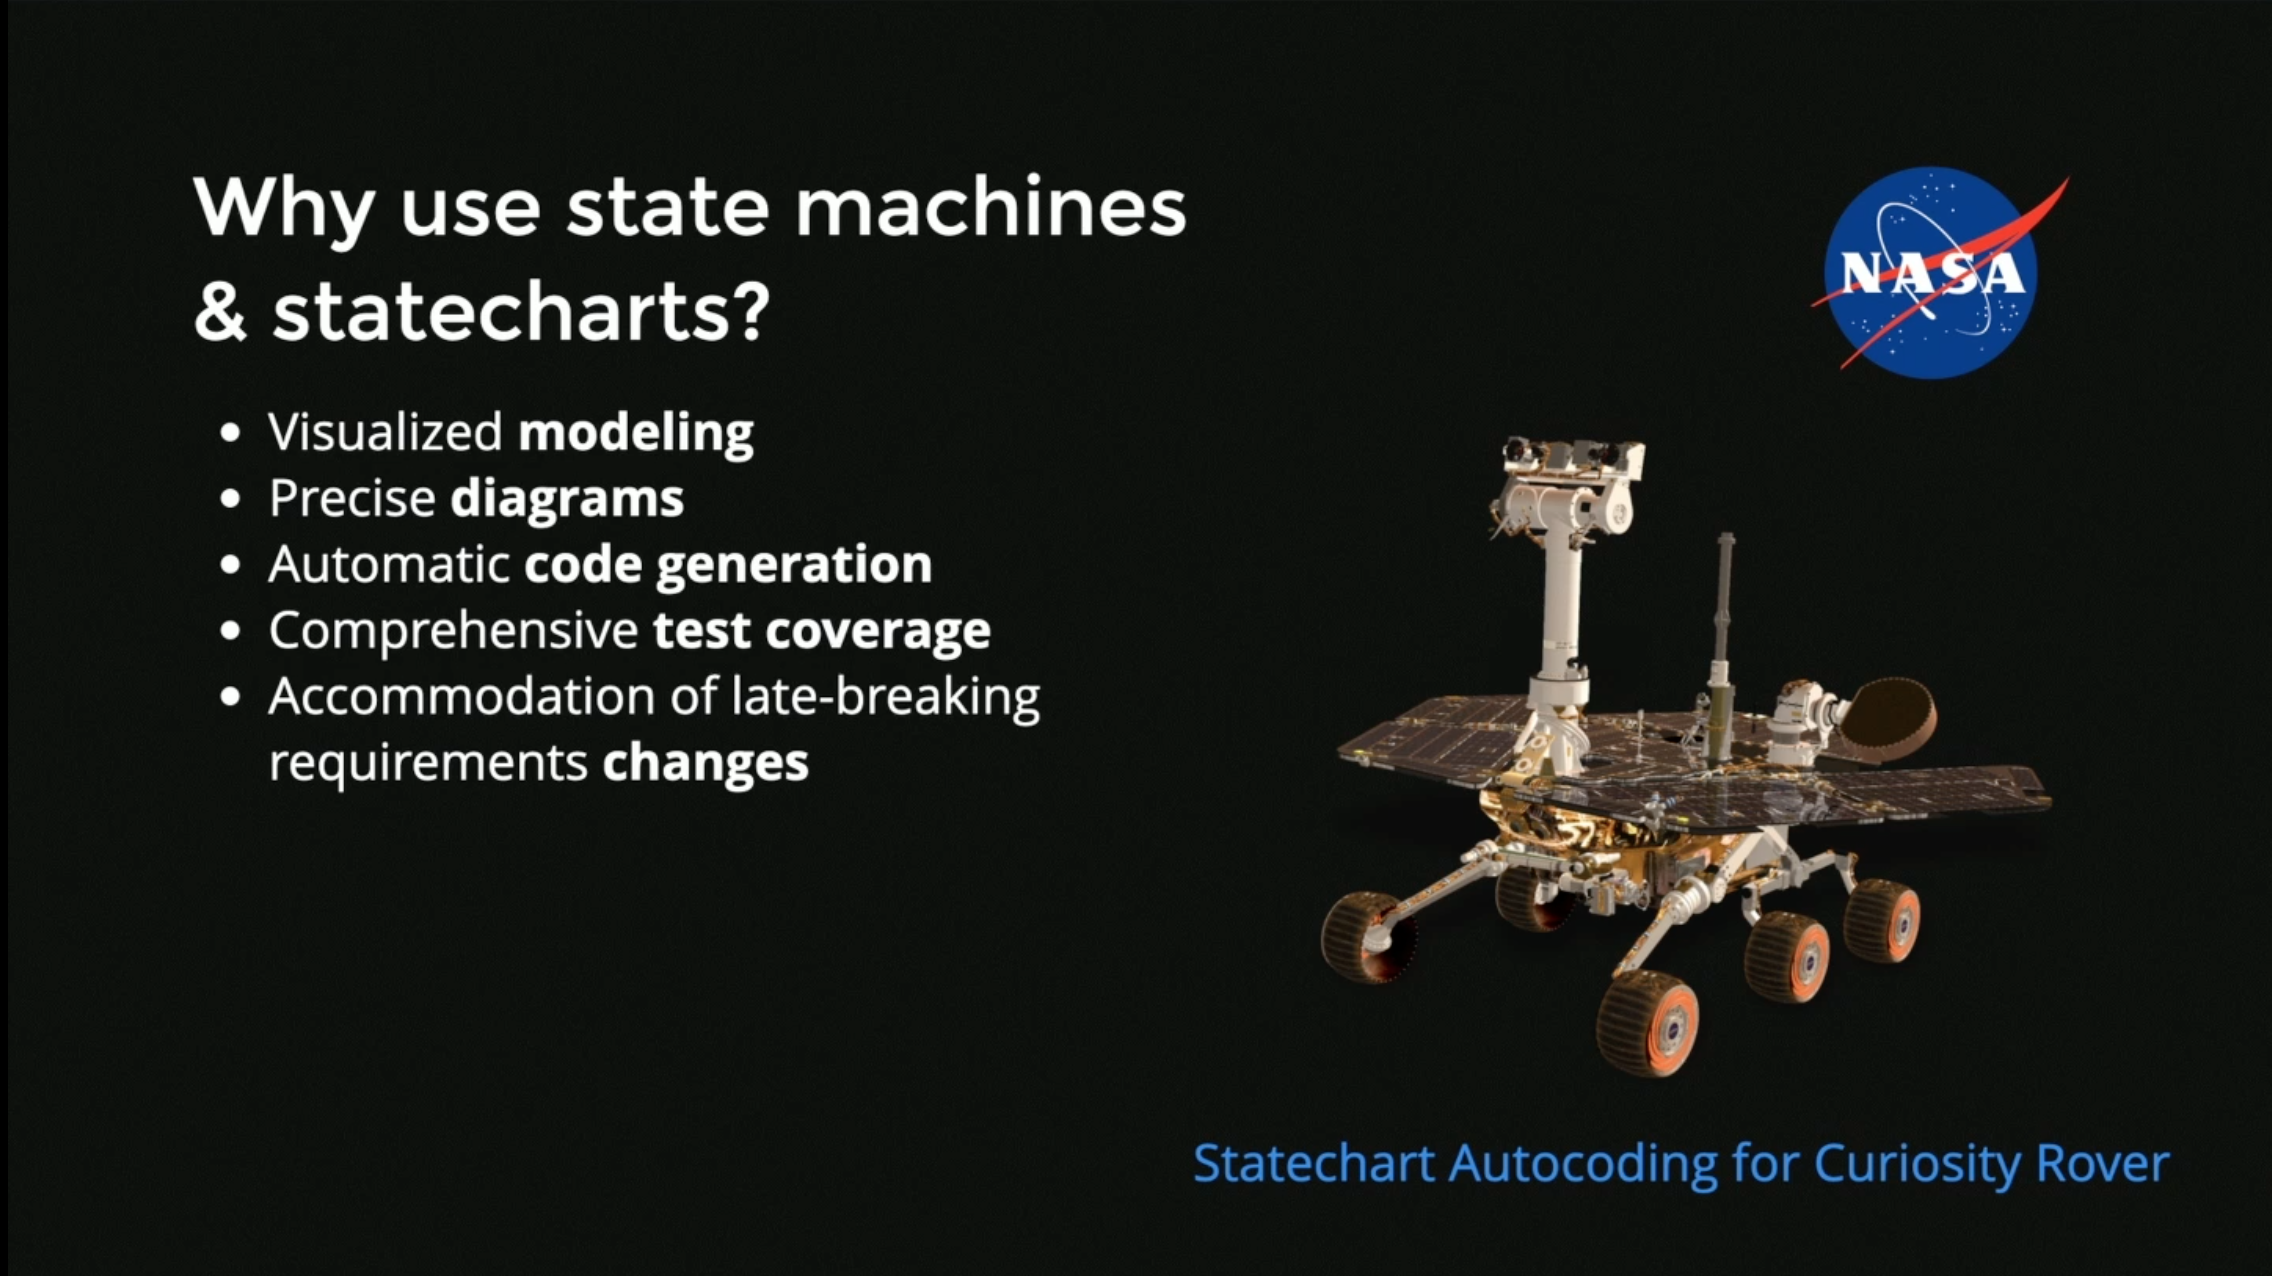 Why use state machines
& statecharts?
NASA
• Visualized modeling
• Precise diagrams
• Automatic code generation
• Comprehensive test coverage
• Accommodation of late-breaking
requirements changes
Statechart Autocoding for Curiosity Rover